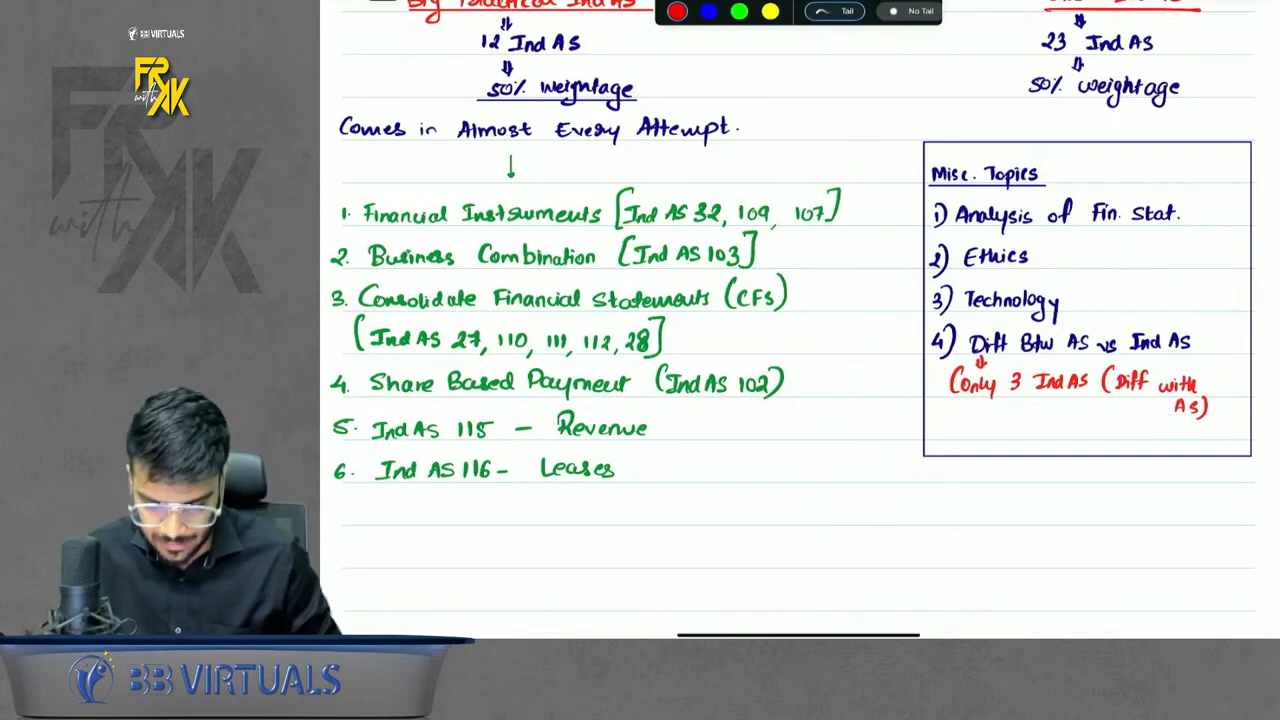 BB VIRTUALS
FR
with
AK
Tail
No Tail
12 Ind AS
50% weightage
Comes in Almost Every Attempt.
1. Financial Instruments [Ind AS 32, 109, 107]
2. Business Combination [Ind AS 103]
3. Consolidate Financial Statements (CFS)
[Ind AS 27, 110, 111, 112, 28]
4. Share Based Payment (Ind AS 102)
5. Ind AS 115 - Revenue
6. Ind AS 116 - Leases
23 Ind AS
50% weightage
Misc. Topics
1) Analysis of Fin. Stat.
2) Ethics
3) Technology
4) Diff Btw AS vs Ind AS
(Only 3 Ind AS (Diff with
AS)
BB VIRTUALS